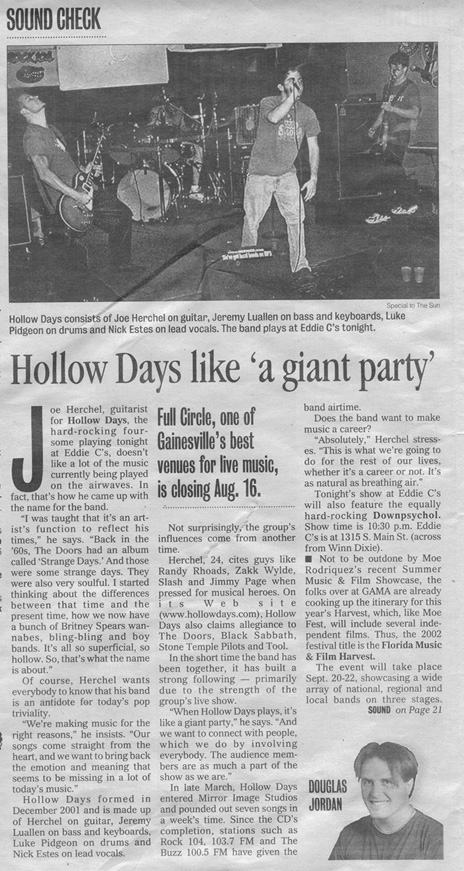 SOUND CHECK
Special to The Sun
Hollow Days consists of Joe Herchel on guitar, Jeremy Luallen on bass and keyboards, Luke
Pidgeon on drums and Nick Estes on lead vocals. The band plays at Eddie C's tonight.
Hollow Days like 'a giant party'
Joe Herchel, guitarist
for Hollow Days, the
hard-rocking four-
some playing tonight
at Eddie C's, doesn't
like a lot of the music
currently being played
on the airwaves. In
fact, that's how he came up with
the name for the band.
"I was taught that it's an art-
ist's function to reflect his
times," he says. "Back in the
'60s, The Doors had an album
called 'Strange Days.' And those
were some strange days. They
were also very soulful. I started
thinking about the differences
between that time and the
present time, how we now have
a bunch of Britney Spears wan-
nabes, bling-bling and boy
bands. It's all so superficial, so
hollow. So, that's what the name
is about."
Of course, Herchel wants
everybody to know that his band
is an antidote for today's pop
triviality.
"We're making music for the
right reasons," he insists. "Our
songs come straight from the
heart, and we want to bring back
the emotion and meaning that
seems to be missing in a lot of
today's music."
Hollow Days formed in
December 2001 and is made up
of Herchel on guitar, Jeremy
Luallen on bass and keyboards,
Luke Pidgeon on drums and
Nick Estes on lead vocals.
Full Circle, one of
Gainesville's best
venues for live music,
is closing Aug. 16.
Not surprisingly, the group's
influences come from another
time.
Herchel, 24, cites guys like
Randy Rhoads, Zakk Wylde,
Slash and Jimmy Page when
pressed for musical heroes. On
its Web site
(www.hollowdays.com), Hollow
Days also claims allegiance to
The Doors, Black Sabbath,
Stone Temple Pilots and Tool.
In the short time the band has
been together, it has built a
strong following — primarily
due to the strength of the
group's live show.
"When Hollow Days plays, it's
like a giant party," he says. "And
we want to connect with people,
which we do by involving
everybody. The audience mem-
bers are as much a part of the
show as we are."
In late March, Hollow Days
entered Mirror Image Studios
and pounded out seven songs in
a week's time. Since the CD's
completion, stations such as
Rock 104, 103.7 FM and The
Buzz 100.5 FM have given the
band airtime.
Does the band want to make
music a career?
"Absolutely," Herchel stress-
es. "This is what we're going to
do for the rest of our lives,
whether it's a career or not. It's
as natural as breathing air."
Tonight's show at Eddie C's
will also feature the equally
hard-rocking Downpsychol.
Show time is 10:30 p.m. Eddie
C's is at 1315 S. Main St. (across
from Winn Dixie).
■ Not to be outdone by Moe
Rodriquez's recent Summer
Music & Film Showcase, the
folks over at GAMA are already
cooking up the itinerary for this
year's Harvest, which, like Moe
Fest, will include several inde-
pendent films. Thus, the 2002
festival title is the Florida Music
& Film Harvest.
The event will take place
Sept. 20-22, showcasing a wide
array of national, regional and
local bands on three stages.
SOUND on Page 21
DOUGLAS
JORDAN